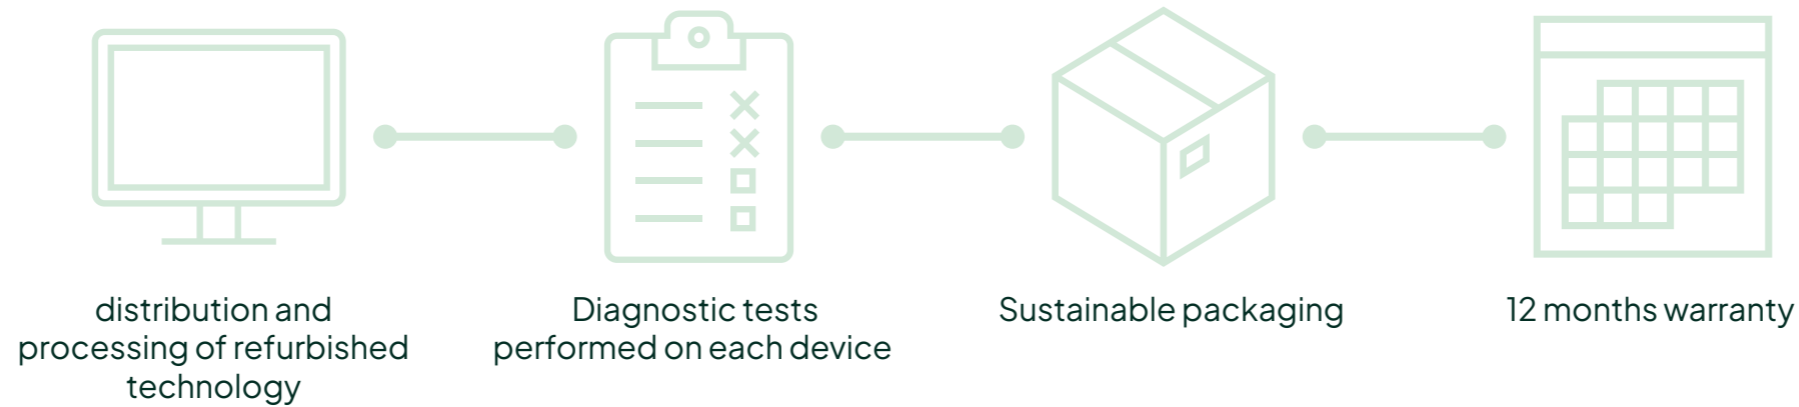 distribution and
processing of refurbished
technology
Diagnostic tests
performed on each device
Sustainable packaging
12 months warranty